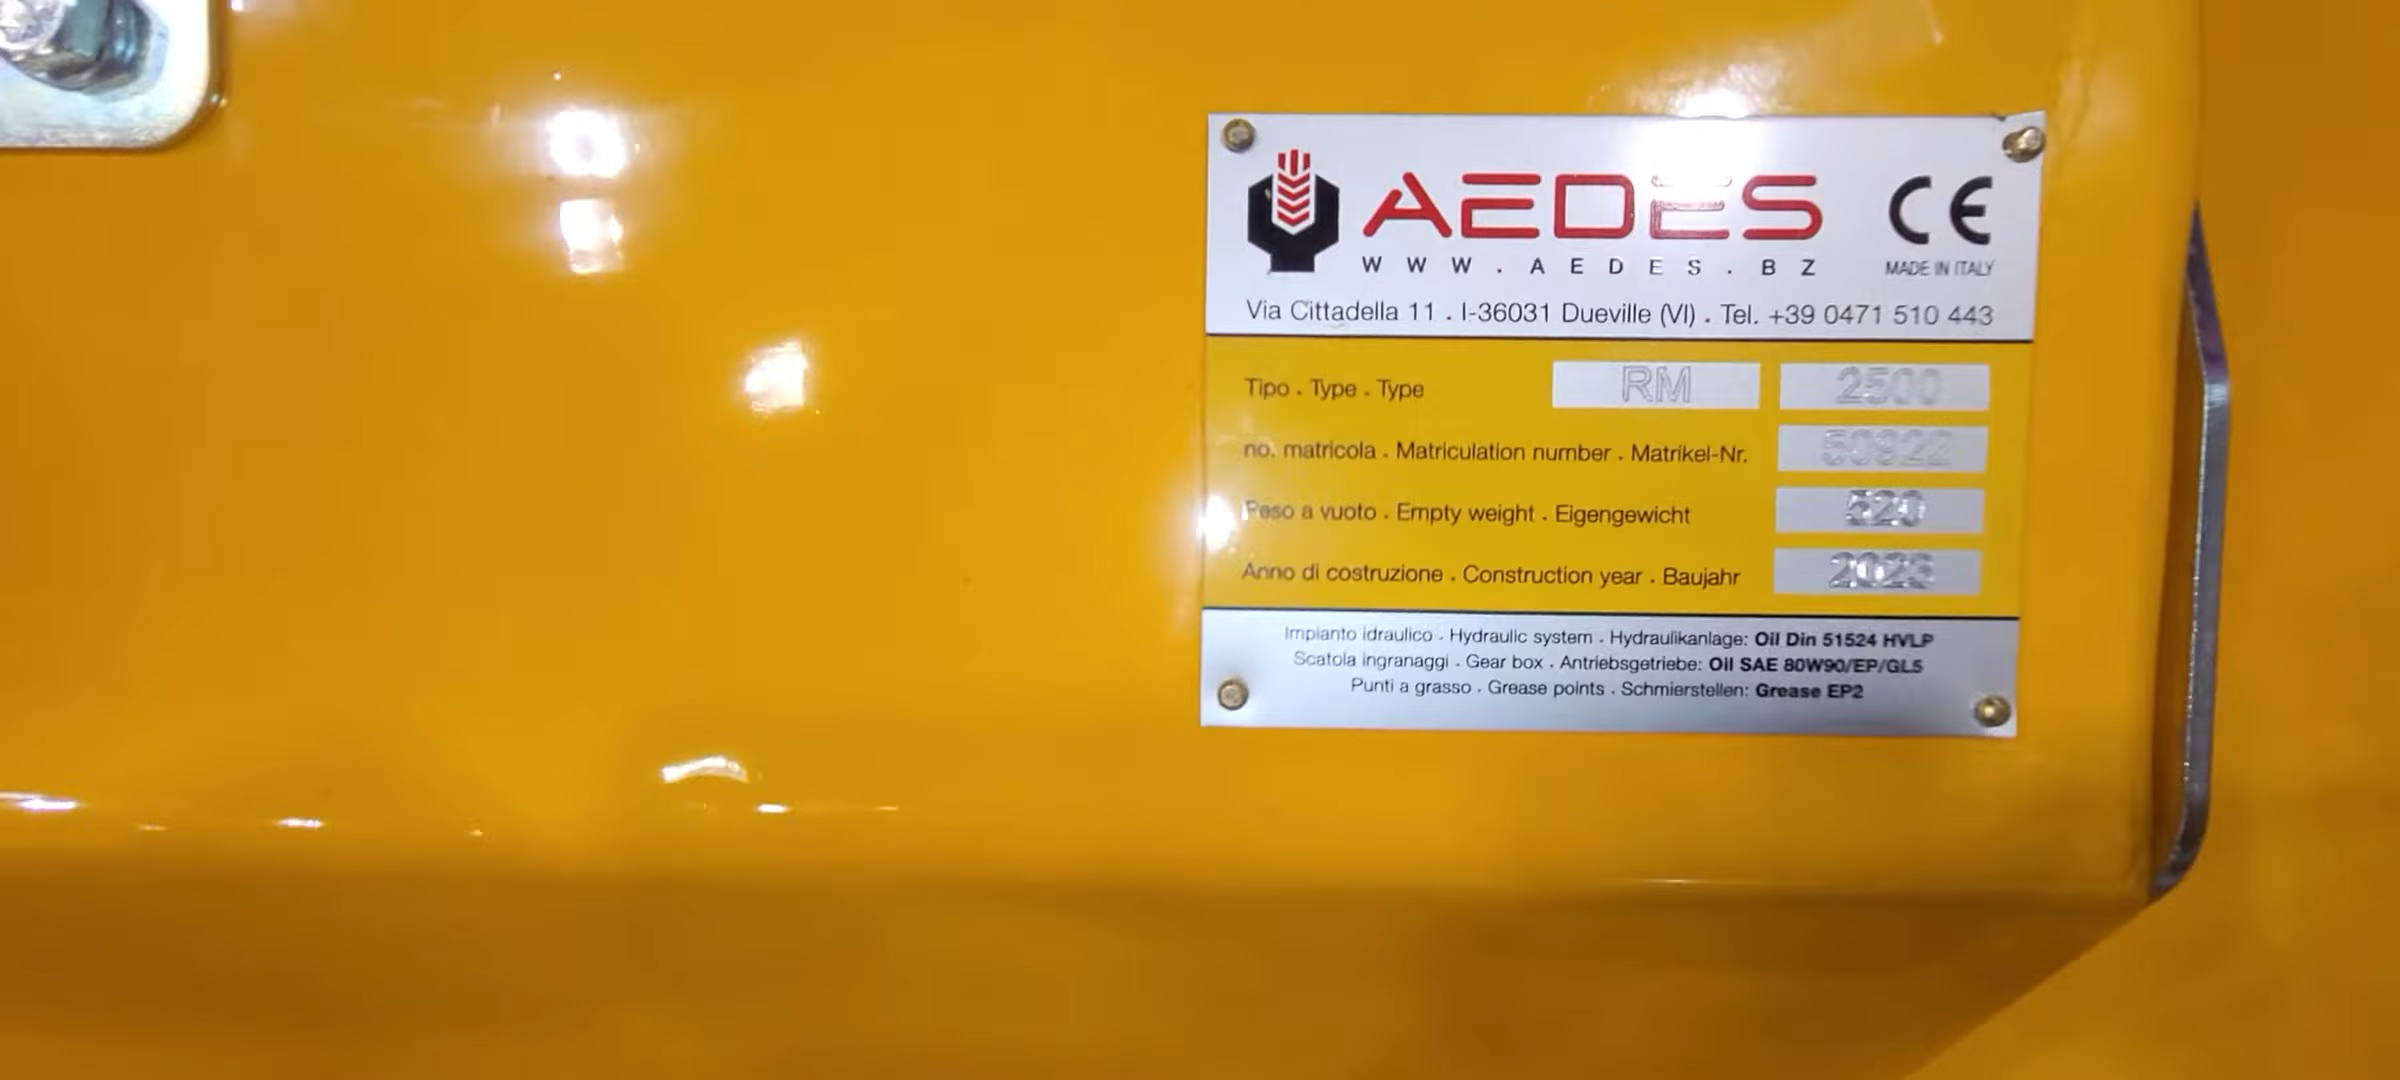 AEDES CE
WWW.AEDES.BZ MADE IN ITALY
Via Cittadella 11 . I-36031 Dueville (VI) . Tel. +39 0471 510 443
Tipo . Type . Type RM 2500
no. matricola . Matriculation number . Matrikel-Nr. 50922
Peso a vuoto . Empty weight . Eigengewicht 520
Anno di costruzione . Construction year . Baujahr 2023
Impianto idraulico . Hydraulic system . Hydraulikanlage: Oil Din 51524 HVLP
Scatola ingranaggi . Gear box . Antriebsgetriebe: Oil SAE 80W90/EP/GL5
Punti a grasso . Grease points . Schmierstellen: Grease EP2